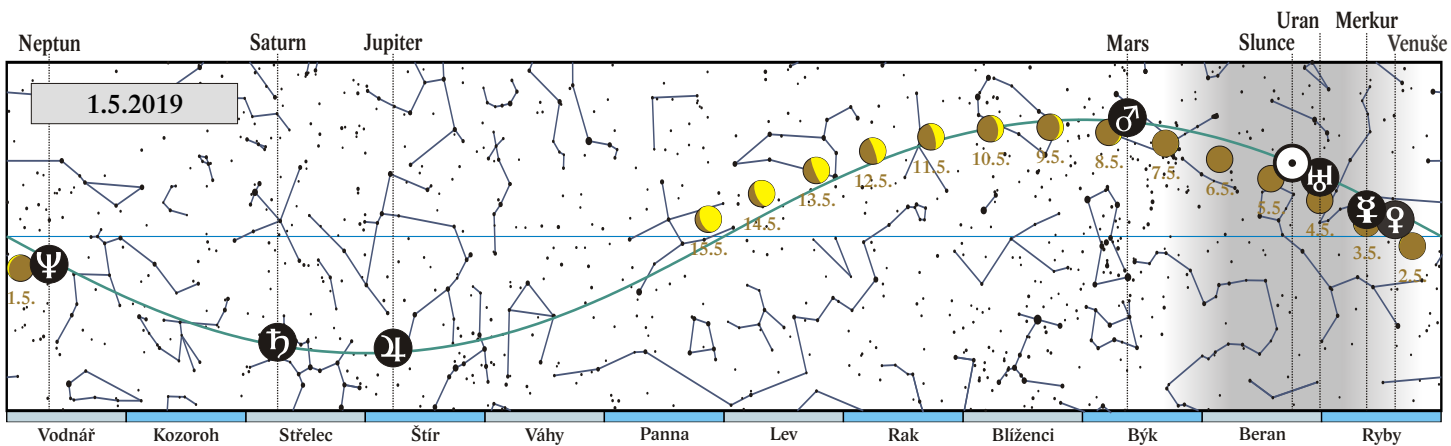 Uran Merkur
Neptun Saturn Jupiter Mars Slunce Venuše
1.5.2019
10.5. 9.5. 8.5.
11.5. 7.5.
12.5. 6.5.
13.5. 5.5.
14.5. 4.5.
15.5. 3.5.
1.5. 2.5.
Vodnář Kozoroh Střelec Štír Váhy Panna Lev Rak Blíženci Býk Beran Ryby